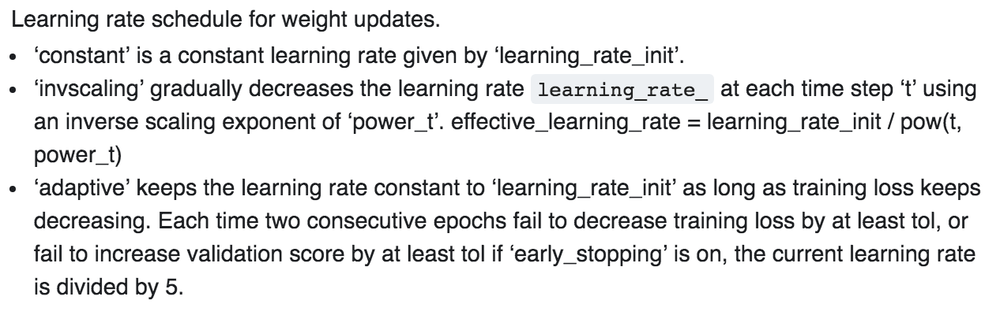 Learning rate schedule for weight updates.
• ‘constant’ is a constant learning rate given by ‘learning_rate_init’.
• ‘invscaling’ gradually decreases the learning rate learning_rate_ at each time step ‘t’ using
an inverse scaling exponent of ‘power_t’. effective_learning_rate = learning_rate_init / pow(t,
power_t)
• ‘adaptive’ keeps the learning rate constant to ‘learning_rate_init’ as long as training loss keeps
decreasing. Each time two consecutive epochs fail to decrease training loss by at least tol, or
fail to increase validation score by at least tol if ‘early_stopping’ is on, the current learning rate
is divided by 5.